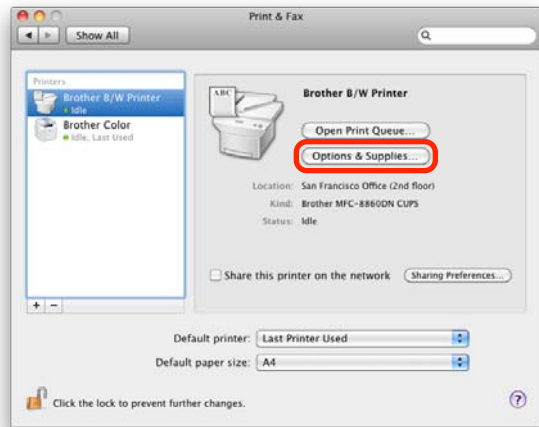 Print & Fax
Show All
Printers
Brother B/W Printer
Idle
Brother Color
Idle, Last Used
ABC
Brother B/W Printer
Open Print Queue...
Options & Supplies...
Location: San Francisco Office (2nd floor)
Kind: Brother MFC-8860DN CUPS
Status: Idle
Share this printer on the network
Sharing Preferences...
+ −
Default printer: Last Printer Used
Default paper size: A4
Click the lock to prevent further changes.
?